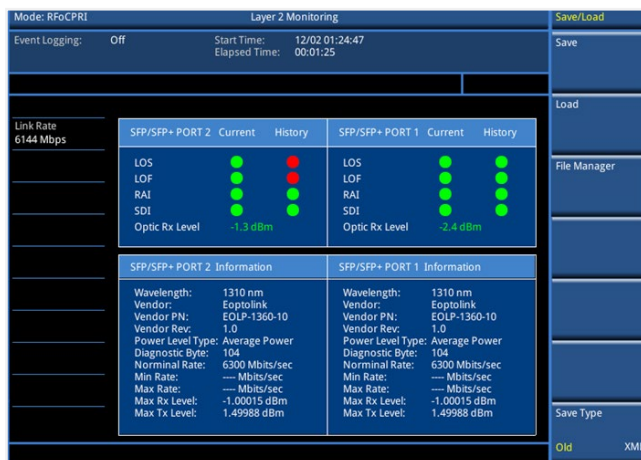 Mode: RFoCPRI Layer 2 Monitoring Save/Load
Event Logging: Off Start Time: 12/02 01:24:47
Elapsed Time: 00:01:25
Save
Load
File Manager
Save Type
Old XML
Link Rate
6144 Mbps
SFP/SFP+ PORT 2 Current History
LOS
LOF
RAI
SDI
Optic Rx Level -1.3 dBm
SFP/SFP+ PORT 1 Current History
LOS
LOF
RAI
SDI
Optic Rx Level -2.4 dBm
SFP/SFP+ PORT 2 Information
Wavelength: 1310 nm
Vendor: Eoptolink
Vendor PN: EOLP-1360-10
Vendor Rev: 1.0
Power Level Type: Average Power
Diagnostic Byte: 104
Norminal Rate: 6300 Mbits/sec
Min Rate: ---- Mbits/sec
Max Rate: ---- Mbits/sec
Max Rx Level: -1.00015 dBm
Max Tx Level: 1.49988 dBm
SFP/SFP+ PORT 1 Information
Wavelength: 1310 nm
Vendor: Eoptolink
Vendor PN: EOLP-1360-10
Vendor Rev: 1.0
Power Level Type: Average Power
Diagnostic Byte: 104
Norminal Rate: 6300 Mbits/sec
Min Rate: ---- Mbits/sec
Max Rate: ---- Mbits/sec
Max Rx Level: -1.00015 dBm
Max Tx Level: 1.49988 dBm